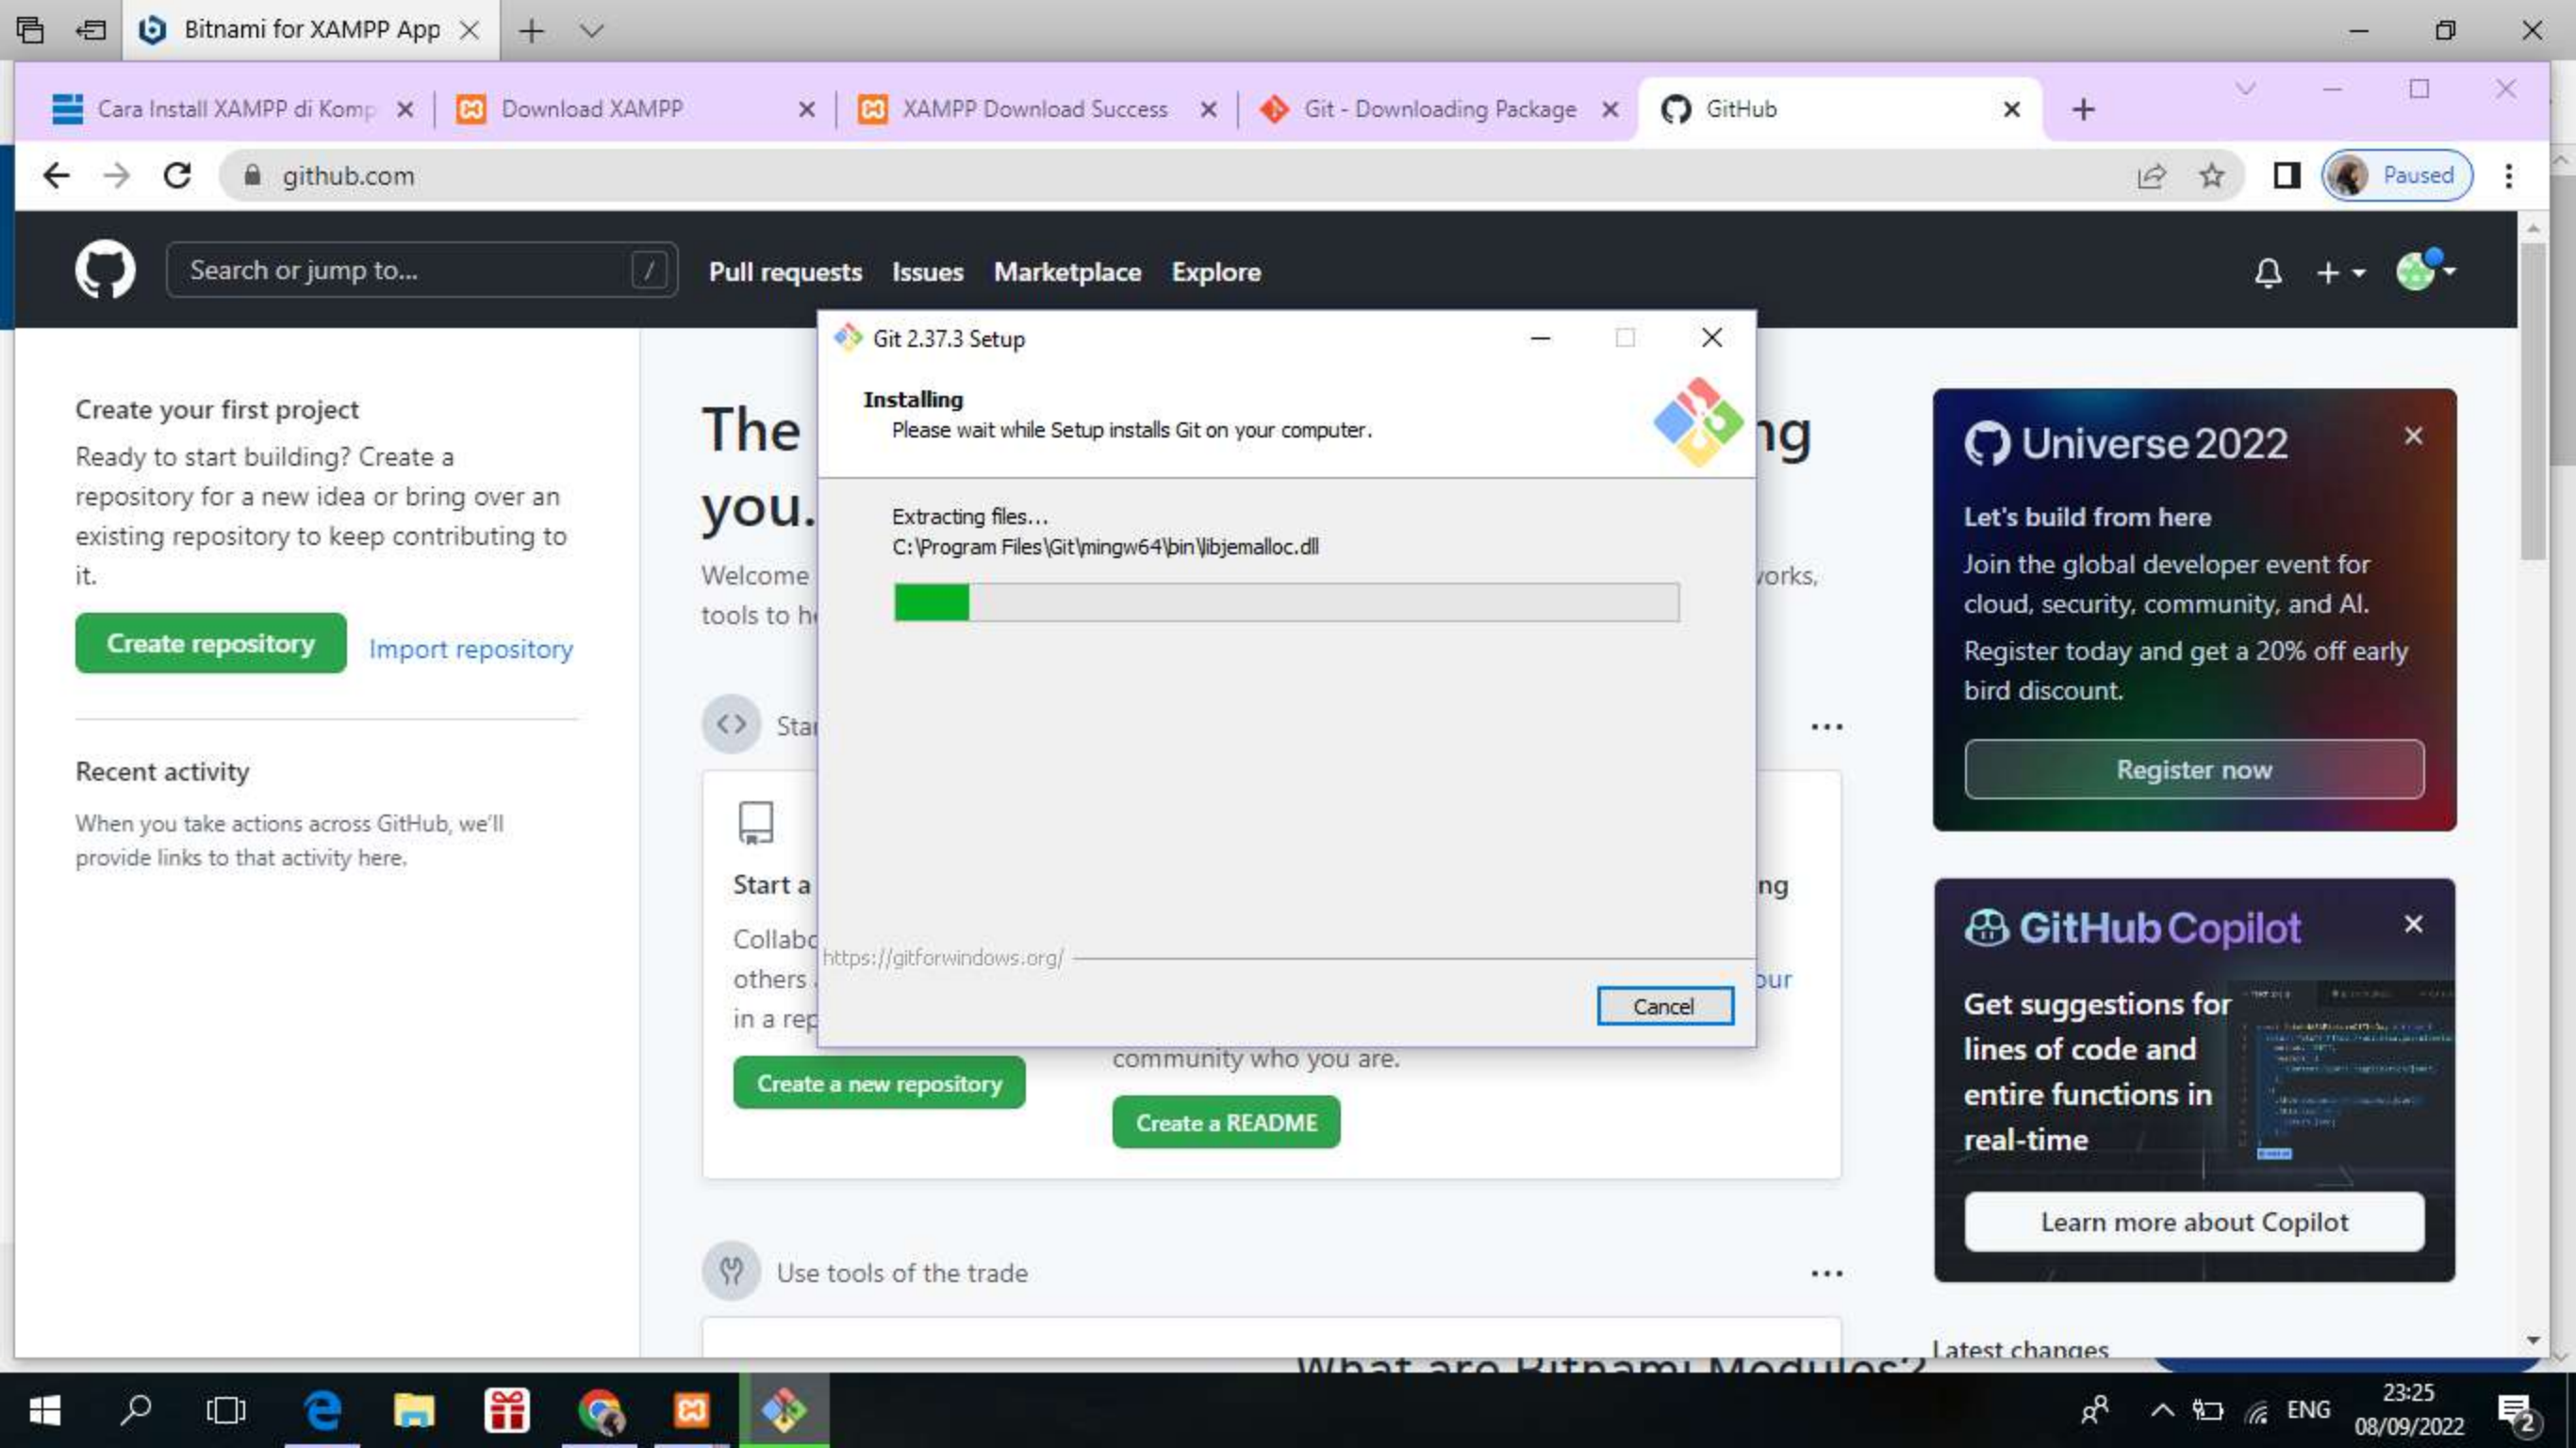 Bitnami for XAMPP App
Cara Install XAMPP di Komp
Download XAMPP
XAMPP Download Success
Git - Downloading Package
GitHub
github.com
Paused
Search or jump to...
/
Pull requests
Issues
Marketplace
Explore
Create your first project
Ready to start building? Create a
repository for a new idea or bring over an
existing repository to keep contributing to
it.
Create repository
Import repository
Recent activity
When you take actions across GitHub, we'll
provide links to that activity here.
The
ng
you.
Welcome
works,
tools to h
Sta
Start a
ng
Collabo
others
our
in a rep
community who you are.
Create a new repository
Create a README
Use tools of the trade
Git 2.37.3 Setup
Installing
Please wait while Setup installs Git on your computer.
Extracting files...
C:\Program Files\Git\mingw64\bin\libjemalloc.dll
https://gitforwindows.org/
Cancel
Universe 2022
Let's build from here
Join the global developer event for
cloud, security, community, and AI.
Register today and get a 20% off early
bird discount.
Register now
GitHub Copilot
Get suggestions for
lines of code and
entire functions in
real-time
Learn more about Copilot
Latest changes
What are Bitnami Modules?
ENG
23:25
08/09/2022
2